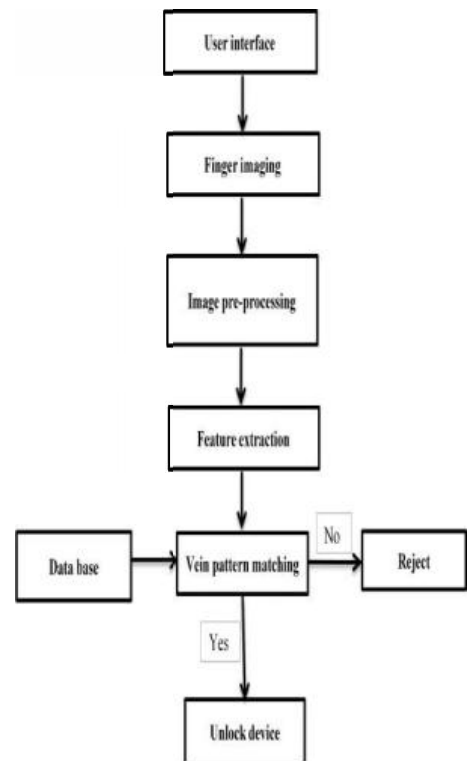 User interface
Finger imaging
Image pre-processing
Feature extraction
Data base
Vein pattern matching
No
Reject
Yes
Unlock device